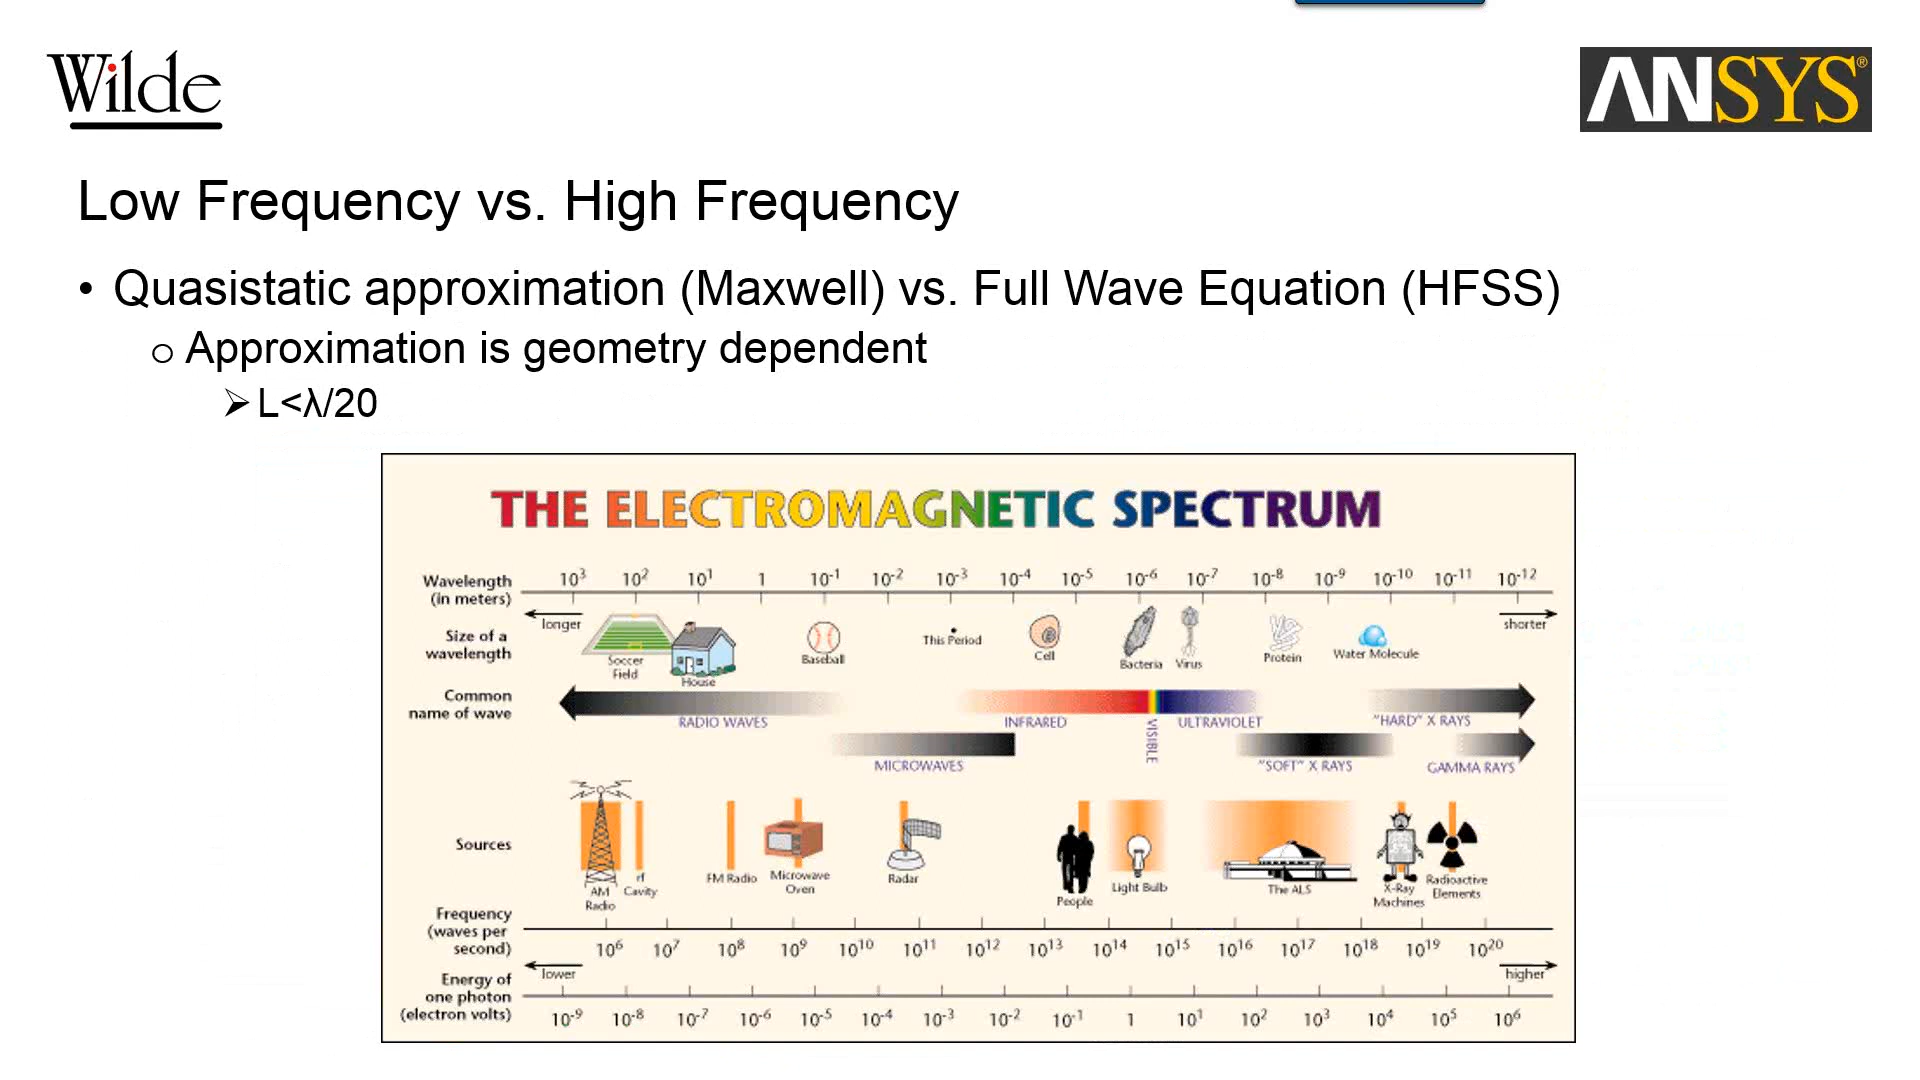 Wilde
ANSYS®
Low Frequency vs. High Frequency
• Quasistatic approximation (Maxwell) vs. Full Wave Equation (HFSS)
o Approximation is geometry dependent
➢ L<λ/20
THE ELECTROMAGNETIC SPECTRUM
Wavelength
(in meters)
10³ 10² 10¹ 1 10⁻¹ 10⁻² 10⁻³ 10⁻⁴ 10⁻⁵ 10⁻⁶ 10⁻⁷ 10⁻⁸ 10⁻⁹ 10⁻¹⁰ 10⁻¹¹ 10⁻¹²
longer
shorter
Size of a
wavelength
Soccer
Field
House
Baseball
This Period
Cell
Bacteria
Virus
Protein
Water Molecule
Common
name of wave
RADIO WAVES
INFRARED
VISIBLE
ULTRAVIOLET
"HARD" X RAYS
MICROWAVES
"SOFT" X RAYS
GAMMA RAYS
Sources
AM
Radio
rf
Cavity
FM Radio
Microwave
Oven
Radar
People
Light Bulb
The ALS
X-Ray
Machines
Radioactive
Elements
Frequency
(waves per
second)
10⁶ 10⁷ 10⁸ 10⁹ 10¹⁰ 10¹¹ 10¹² 10¹³ 10¹⁴ 10¹⁵ 10¹⁶ 10¹⁷ 10¹⁸ 10¹⁹ 10²⁰
lower
higher
Energy of
one photon
(electron volts)
10⁻⁹ 10⁻⁸ 10⁻⁷ 10⁻⁶ 10⁻⁵ 10⁻⁴ 10⁻³ 10⁻² 10⁻¹ 1 10¹ 10² 10³ 10⁴ 10⁵ 10⁶